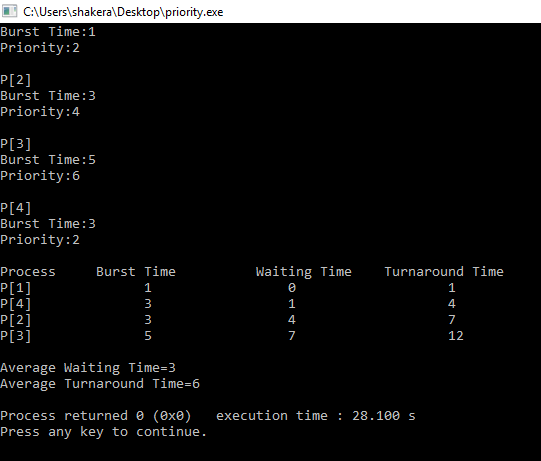 C:\Users\shakera\Desktop\priority.exe
Burst Time:1
Priority:2
P[2]
Burst Time:3
Priority:4
P[3]
Burst Time:5
Priority:6
P[4]
Burst Time:3
Priority:2
Process Burst Time Waiting Time Turnaround Time
P[1] 1 0 1
P[4] 3 1 4
P[2] 3 4 7
P[3] 5 7 12
Average Waiting Time=3
Average Turnaround Time=6
Process returned 0 (0x0) execution time : 28.100 s
Press any key to continue.